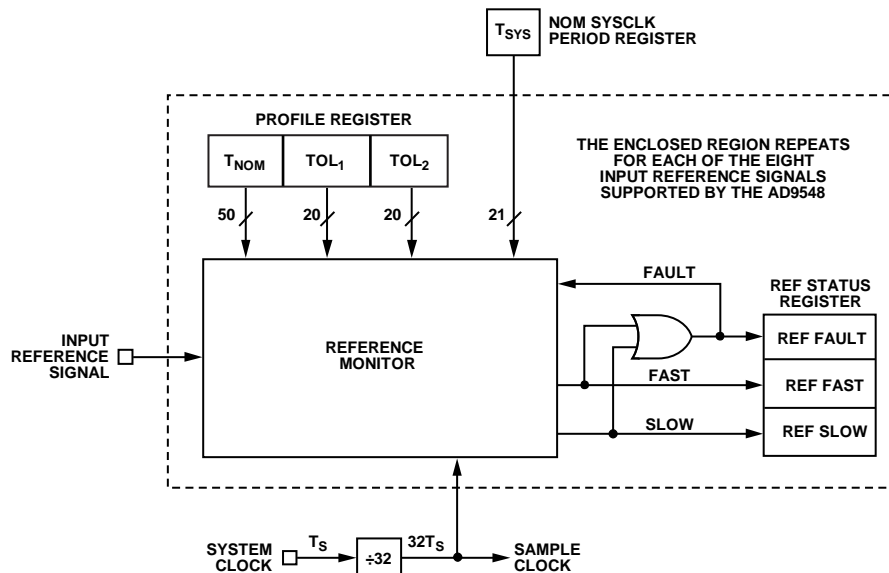 T_SYS
NOM SYSCLK
PERIOD REGISTER
PROFILE REGISTER
T_NOM
TOL_1
TOL_2
THE ENCLOSED REGION REPEATS
FOR EACH OF THE EIGHT
INPUT REFERENCE SIGNALS
SUPPORTED BY THE AD9548
50
20
20
21
FAULT
REF STATUS
REGISTER
INPUT
REFERENCE
SIGNAL
REFERENCE
MONITOR
REF FAULT
FAST
REF FAST
SLOW
REF SLOW
SYSTEM
CLOCK
T_S
÷32
32T_S
SAMPLE
CLOCK